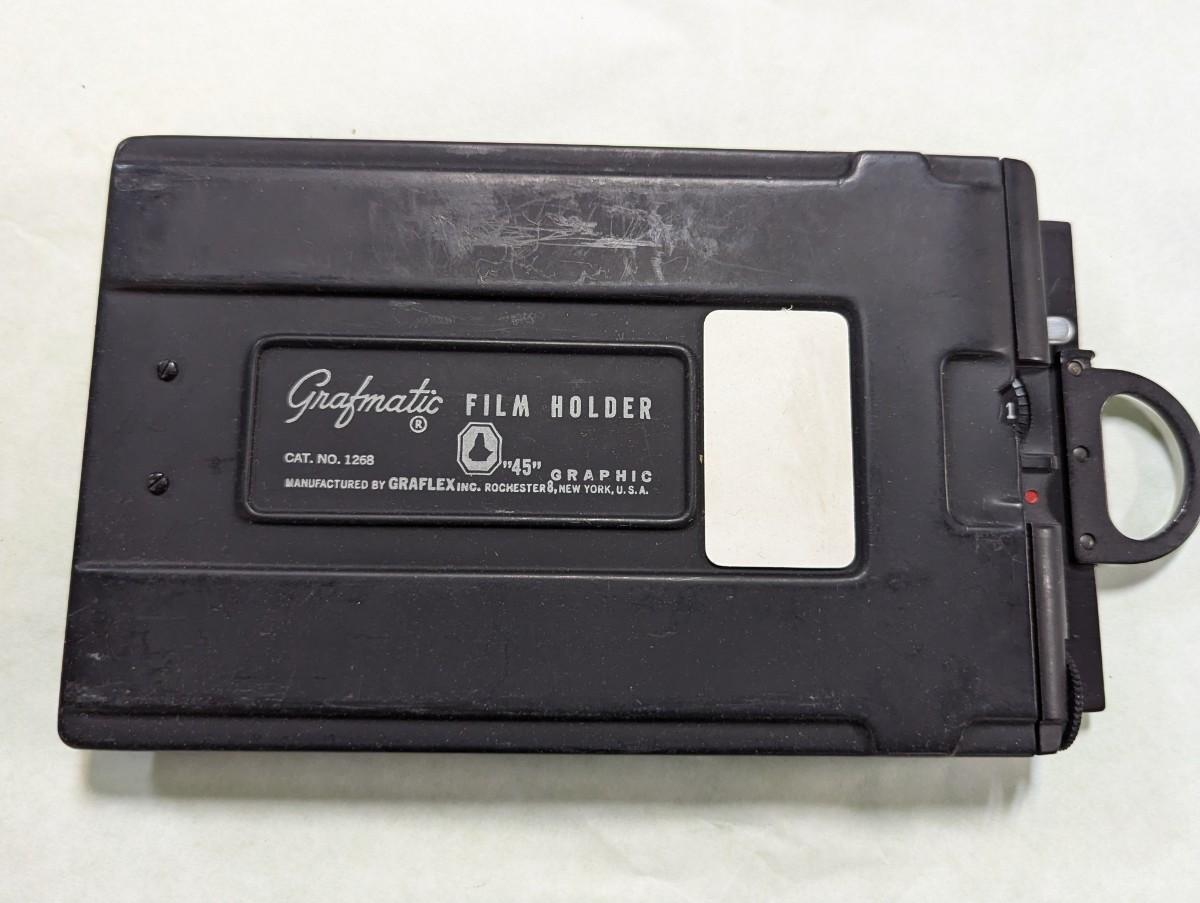 Grafmatic ® FILM HOLDER
CAT. NO. 1268
"45" GRAPHIC
MANUFACTURED BY GRAFLEX INC. ROCHESTER 8, NEW YORK, U.S.A.
1